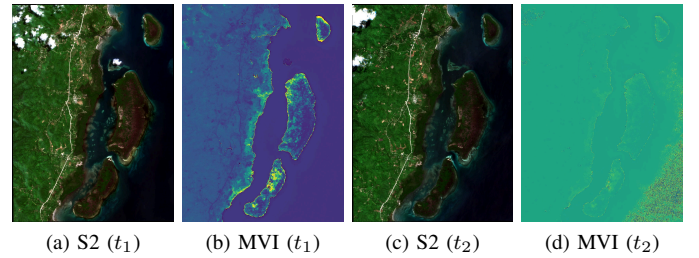 (a) S2 (t₁) (b) MVI (t₁) (c) S2 (t₂) (d) MVI (t₂)